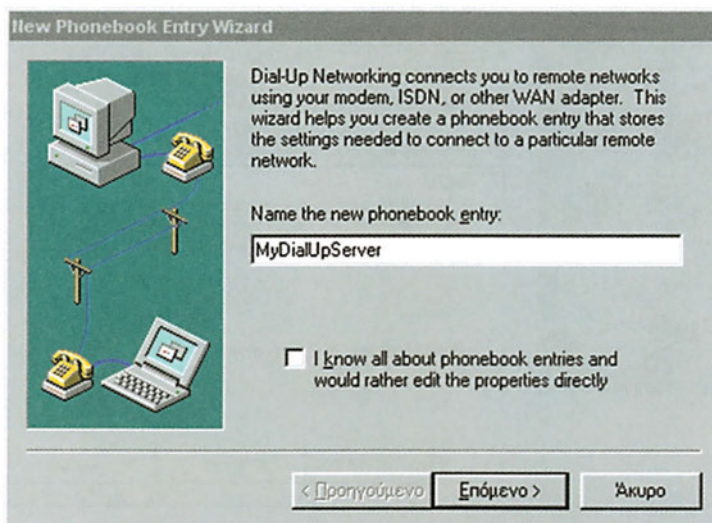 New Phonebook Entry Wizard
Dial-Up Networking connects you to remote networks
using your modem, ISDN, or other WAN adapter. This
wizard helps you create a phonebook entry that stores
the settings needed to connect to a particular remote
network.
Name the new phonebook entry:
MyDialUpServer
I know all about phonebook entries and
would rather edit the properties directly
< Προηγούμενο
Επόμενο >
Άκυρο